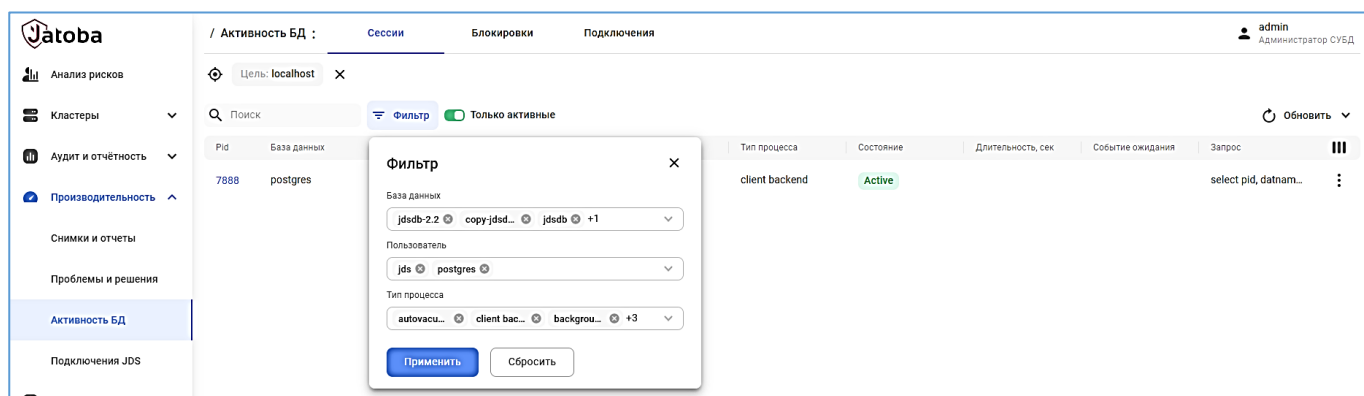 Jatoba
/ Активность БД :
Сессии
Блокировки
Подключения
admin
Администратор СУБД
Анализ рисков
Кластеры
Аудит и отчётность
Производительность
Снимки и отчеты
Проблемы и решения
Активность БД
Подключения JDS
Цель: localhost
Поиск
Фильтр
Только активные
Обновить
Pid
База данных
Тип процесса
Состояние
Длительность, сек
Событие ожидания
Запрос
7888
postgres
client backend
Active
select pid, datnam...
Фильтр
База данных
jdsdb-2.2 copy-jdsd... jdsdb +1
Пользователь
jds postgres
Тип процесса
autovacu... client bac... backgrou... +3
Применить
Сбросить